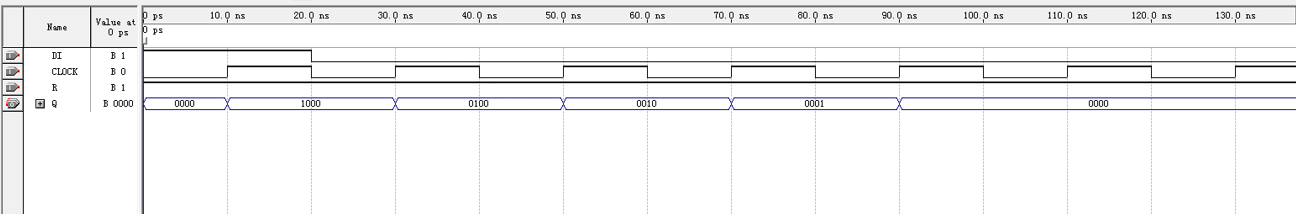 Name Value at 0 ps
0 ps 10.0 ns 20.0 ns 30.0 ns 40.0 ns 50.0 ns 60.0 ns 70.0 ns 80.0 ns 90.0 ns 100.0 ns 110.0 ns 120.0 ns 130.0 ns
0 ps
DI B 1
CLOCK B 0
R B 1
Q B 0000 0000 1000 0100 0010 0001 0000